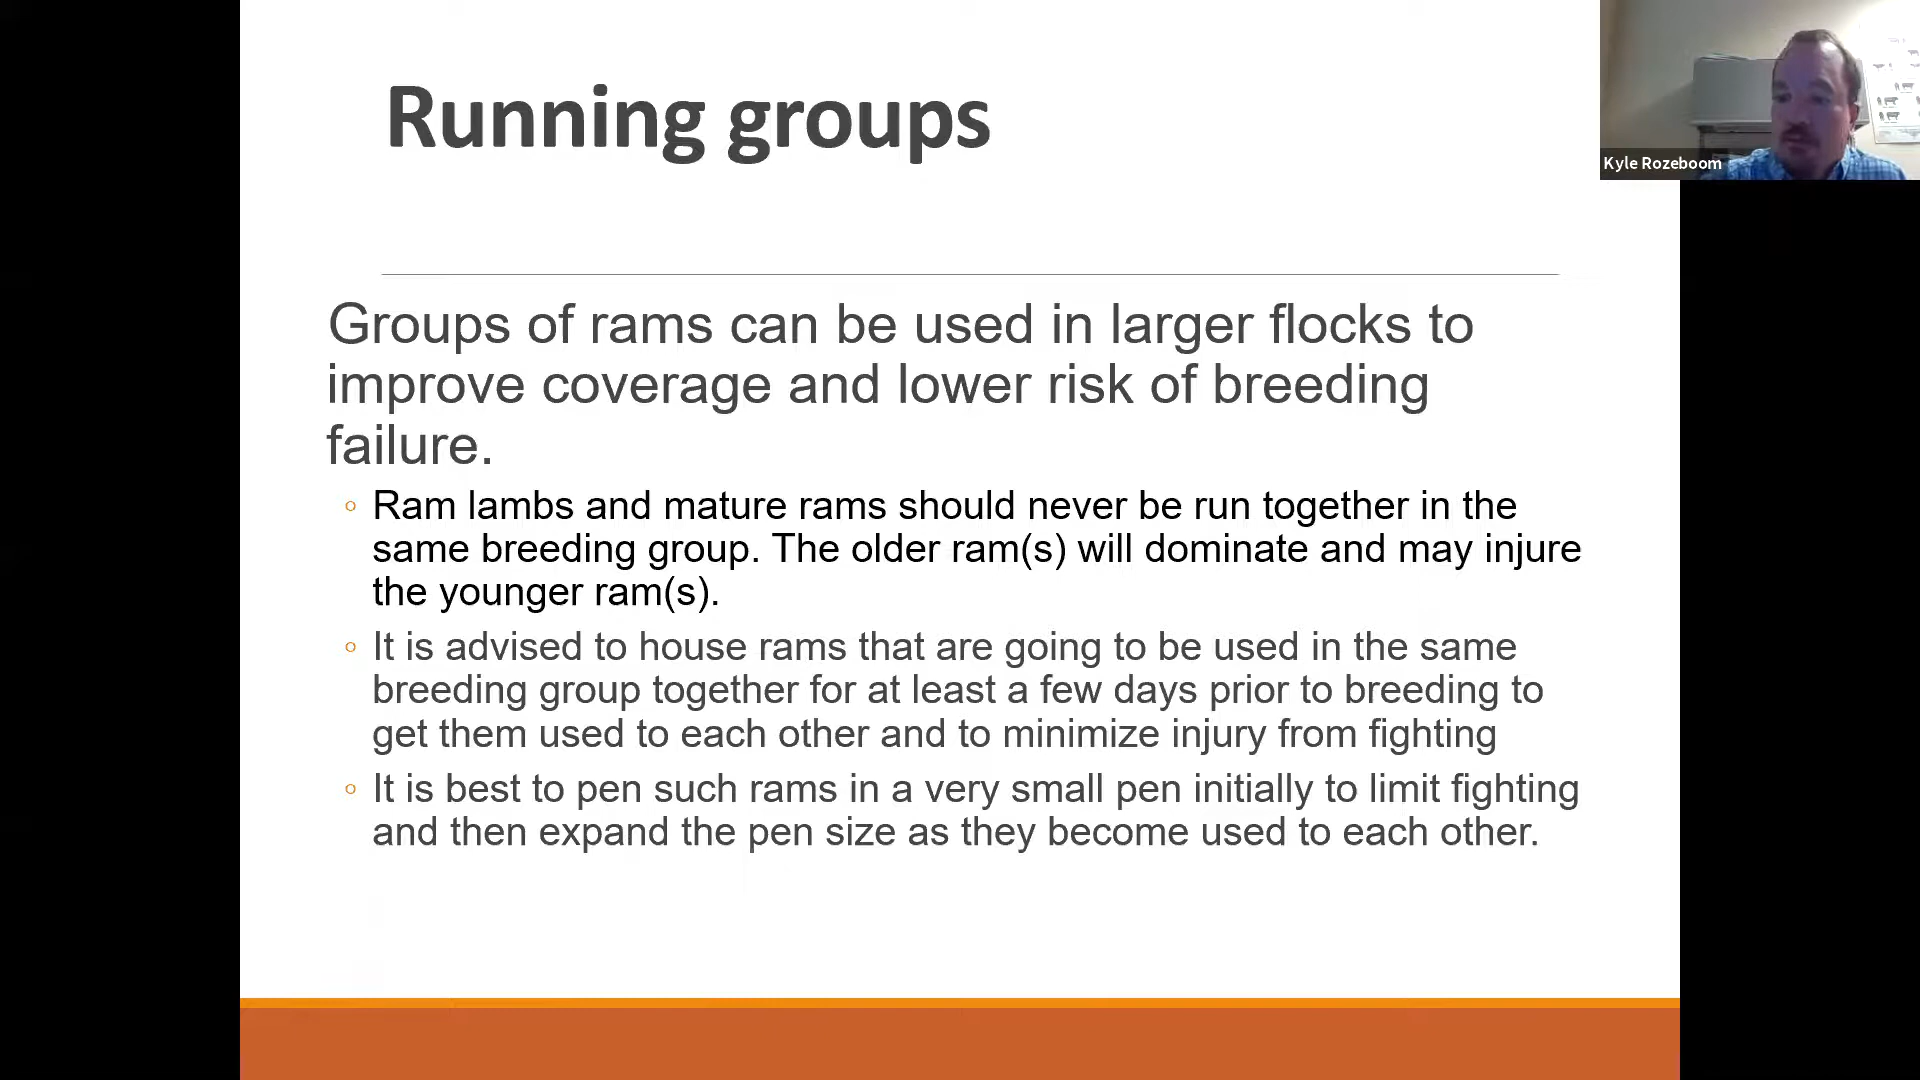 Running groups
Kyle Rozeboom
Groups of rams can be used in larger flocks to
improve coverage and lower risk of breeding
failure.
◦ Ram lambs and mature rams should never be run together in the
same breeding group. The older ram(s) will dominate and may injure
the younger ram(s).
◦ It is advised to house rams that are going to be used in the same
breeding group together for at least a few days prior to breeding to
get them used to each other and to minimize injury from fighting
◦ It is best to pen such rams in a very small pen initially to limit fighting
and then expand the pen size as they become used to each other.